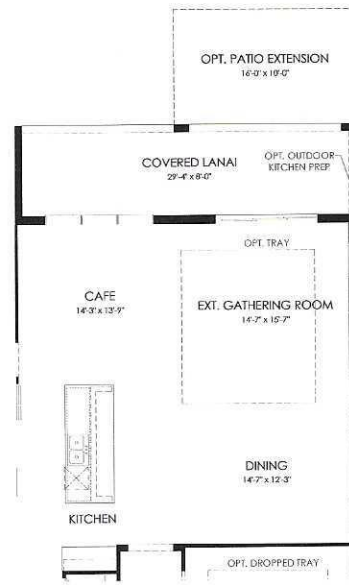 OPT. PATIO EXTENSION
16'-0" x 10'-0"
COVERED LANAI
29'-4" x 8'-0"
OPT. OUTDOOR
KITCHEN PREP
OPT. TRAY
CAFE
14'-3" x 13'-9"
EXT. GATHERING ROOM
14'-7" x 15'-7"
DINING
14'-7" x 12'-3"
KITCHEN
OPT. DROPPED TRAY